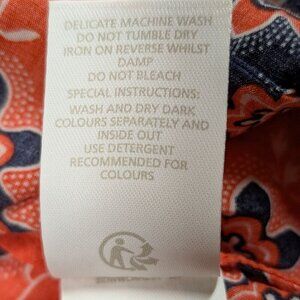 DELICATE MACHINE WASH
DO NOT TUMBLE DRY
IRON ON REVERSE WHILST
DAMP
DO NOT BLEACH
SPECIAL INSTRUCTIONS:
WASH AND DRY DARK
COLOURS SEPARATELY AND
INSIDE OUT
USE DETERGENT
RECOMMENDED FOR
COLOURS